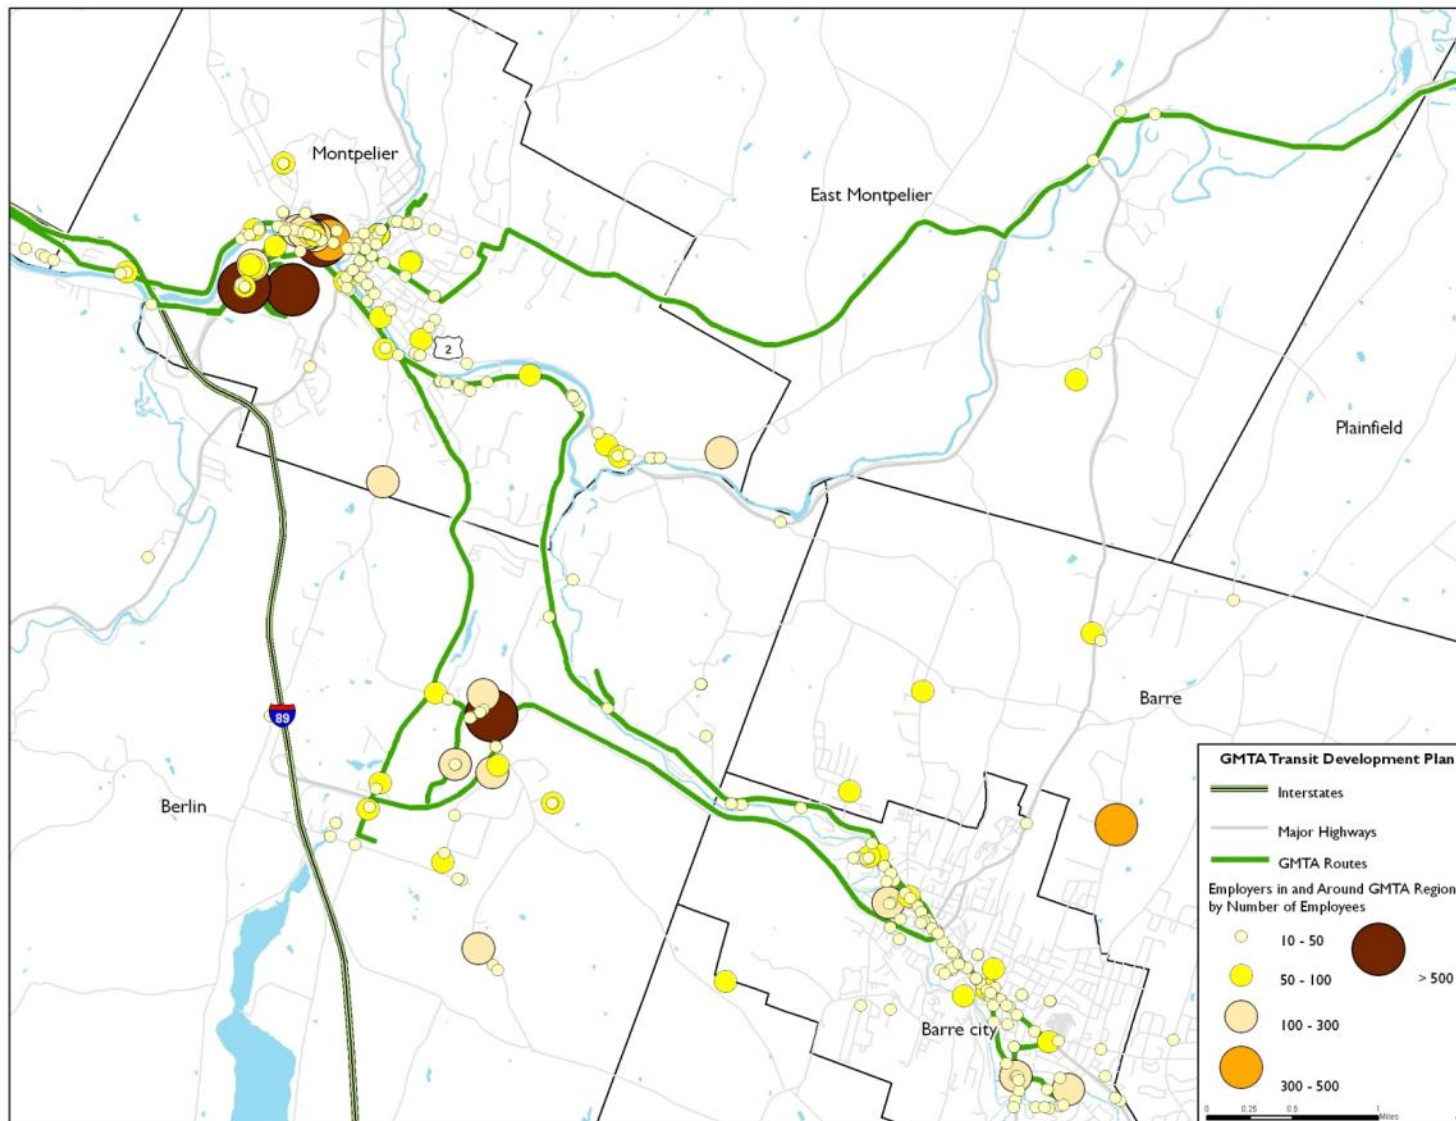 Montpelier
East Montpelier
2
Plainfield
Barre
89
Berlin
Barre city
GMTA Transit Development Plan
Interstates
Major Highways
GMTA Routes
Employers in and Around GMTA Region
by Number of Employees
10 - 50
> 500
50 - 100
100 - 300
300 - 500
0 0.25 0.5 1
Miles